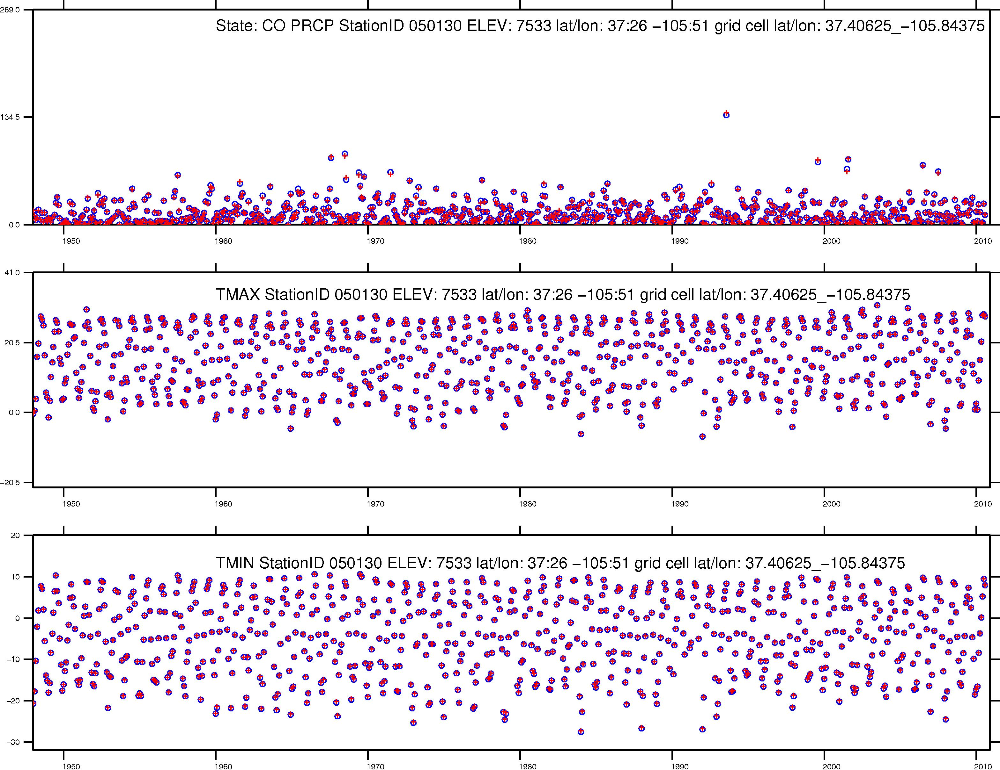 269.0
State: CO PRCP StationID 050130 ELEV: 7533 lat/lon: 37:26 −105:51 grid cell lat/lon: 37.40625_−105.84375
134.5
0.0
1950 1960 1970 1980 1990 2000 2010
41.0
TMAX StationID 050130 ELEV: 7533 lat/lon: 37:26 −105:51 grid cell lat/lon: 37.40625_−105.84375
20.5
0.0
−20.5
1950 1960 1970 1980 1990 2000 2010
20
TMIN StationID 050130 ELEV: 7533 lat/lon: 37:26 −105:51 grid cell lat/lon: 37.40625_−105.84375
10
0
−10
−20
−30
1950 1960 1970 1980 1990 2000 2010